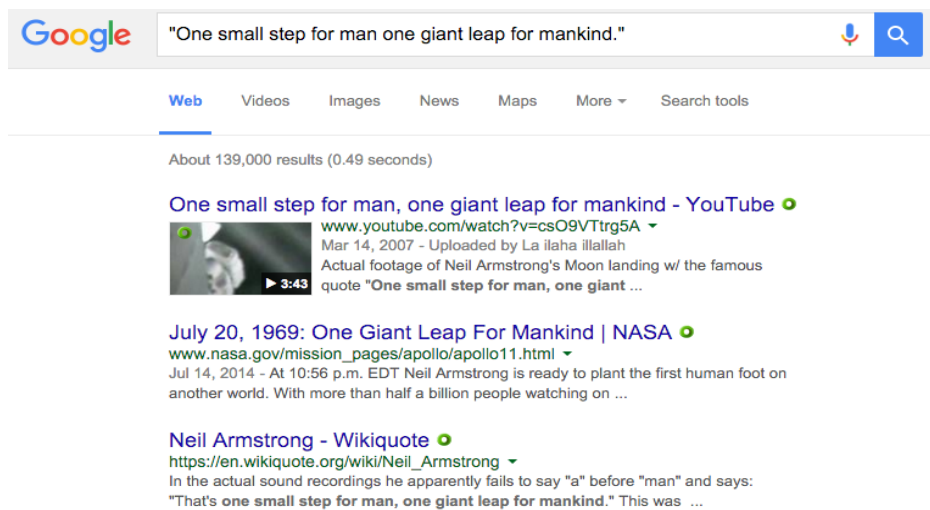 Google "One small step for man one giant leap for mankind."
Web Videos Images News Maps More Search tools
About 139,000 results (0.49 seconds)
One small step for man, one giant leap for mankind - YouTube
www.youtube.com/watch?v=csO9VTtrg5A
Mar 14, 2007 - Uploaded by La ilaha illallah
Actual footage of Neil Armstrong's Moon landing w/ the famous
3:43 quote "One small step for man, one giant ...
July 20, 1969: One Giant Leap For Mankind | NASA
www.nasa.gov/mission_pages/apollo/apollo11.html
Jul 14, 2014 - At 10:56 p.m. EDT Neil Armstrong is ready to plant the first human foot on
another world. With more than half a billion people watching on ...
Neil Armstrong - Wikiquote
https://en.wikiquote.org/wiki/Neil_Armstrong
In the actual sound recordings he apparently fails to say "a" before "man" and says:
"That's one small step for man, one giant leap for mankind." This was ...